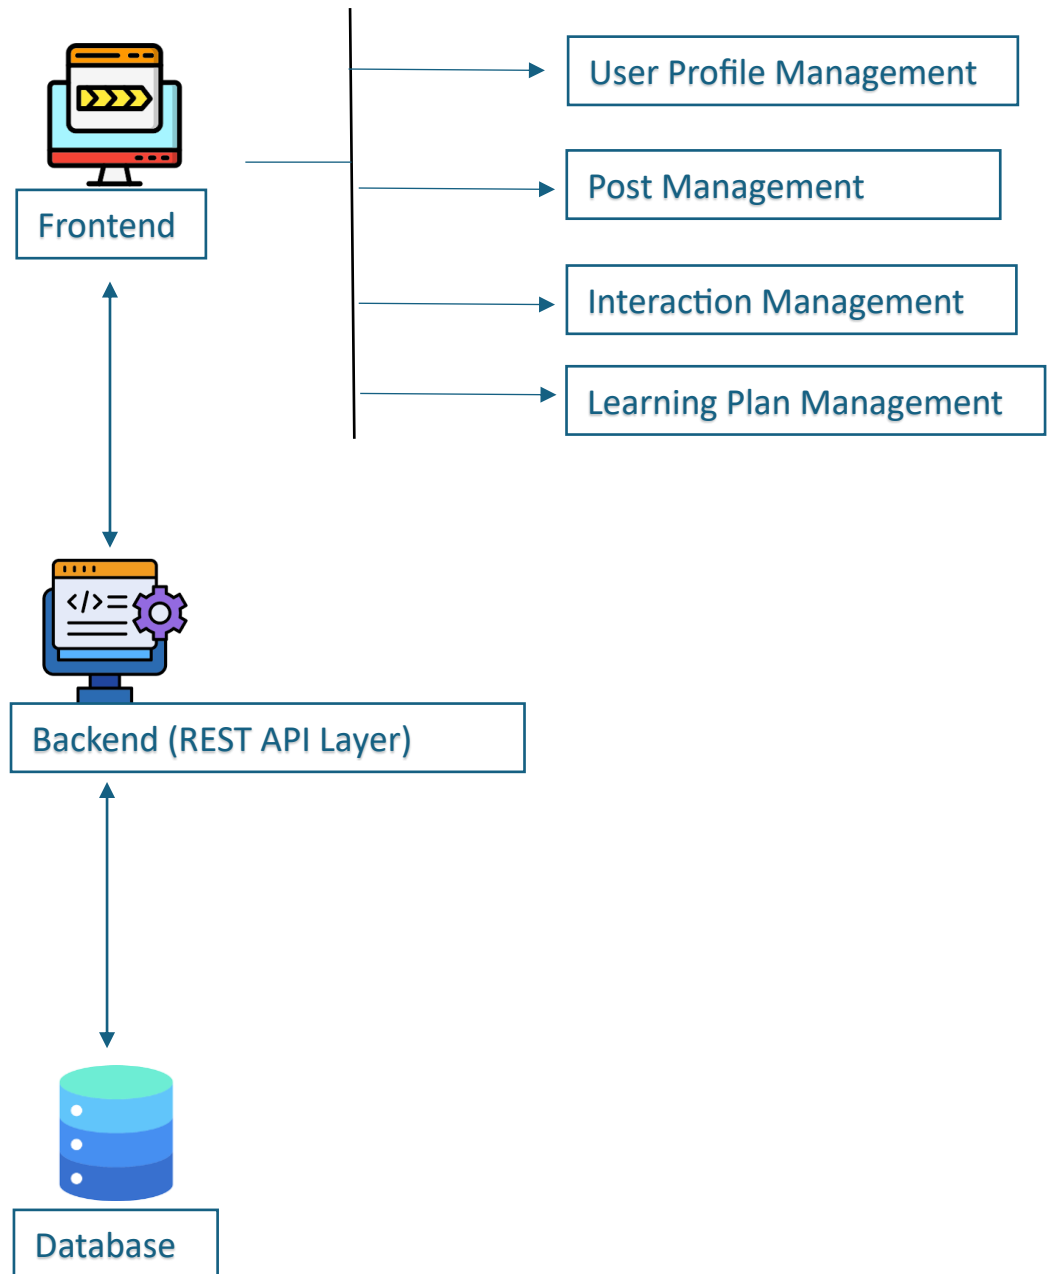 User Profile Management
Post Management
Frontend
Interaction Management
Learning Plan Management
</>
Backend (REST API Layer)
Database